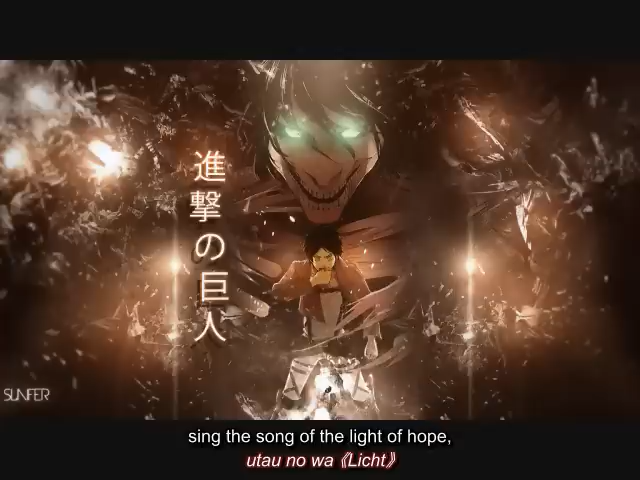 進撃の巨人
SUNFER
sing the song of the light of hope,
utau no wa《Licht》